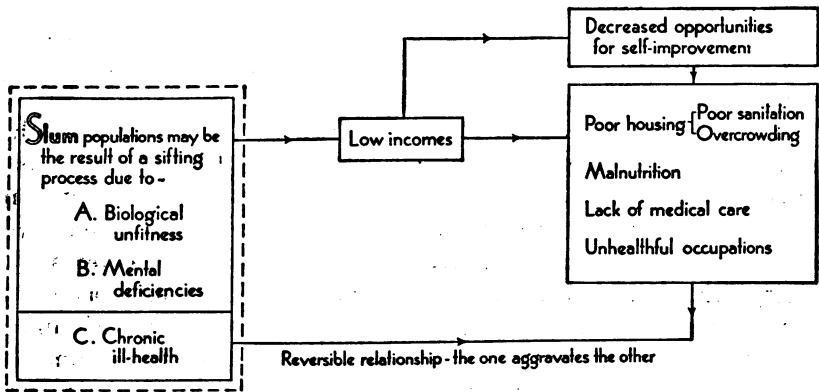 Decreased opportunities
for self-improvement
Slum populations may be
the result of a sifting
process due to-
A. Biological
unfitness
B. Mental
deficiencies
C. Chronic
ill-health
Low incomes
Poor housing
Poor sanitation
Overcrowding
Malnutrition
Lack of medical care
Unhealthful occupations
Reversible relationship - the one aggravates the other